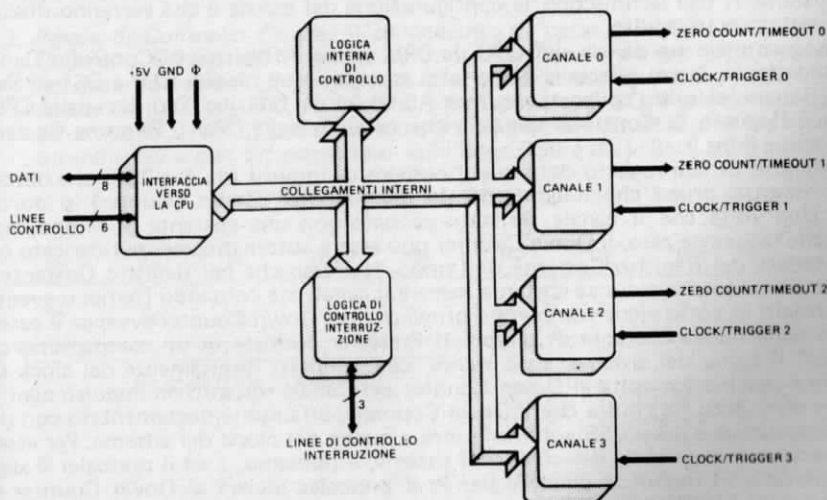 LOGICA
INTERNA
DI
CONTROLLO
CANALE 0
ZERO COUNT/TIMEOUT 0
CLOCK/TRIGGER 0
+5V GND Φ
DATI
8
LINEE
CONTROLLO
6
INTERFACCIA
VERSO
LA CPU
COLLEGAMENTI INTERNI
CANALE 1
ZERO COUNT/TIMEOUT 1
CLOCK/TRIGGER 1
LOGICA DI
CONTROLLO
INTERRUZ-
ZIONE
3
LINEE DI CONTROLLO
INTERRUZIONE
CANALE 2
ZERO COUNT/TIMEOUT 2
CLOCK/TRIGGER 2
CANALE 3
CLOCK/TRIGGER 3